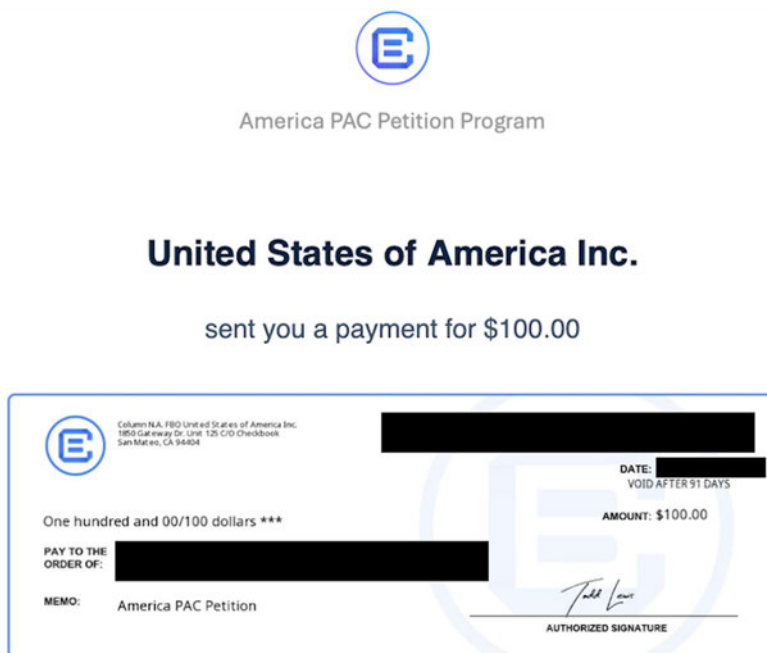 America PAC Petition Program
United States of America Inc.
sent you a payment for $100.00
Column N.A. FBO United States of America Inc.
1850 Gateway Dr. Unit 125 C/O Checkbook
San Mateo, CA 94404
DATE:
VOID AFTER 91 DAYS
One hundred and 00/100 dollars ***
AMOUNT: $100.00
PAY TO THE
ORDER OF:
MEMO: America PAC Petition
AUTHORIZED SIGNATURE